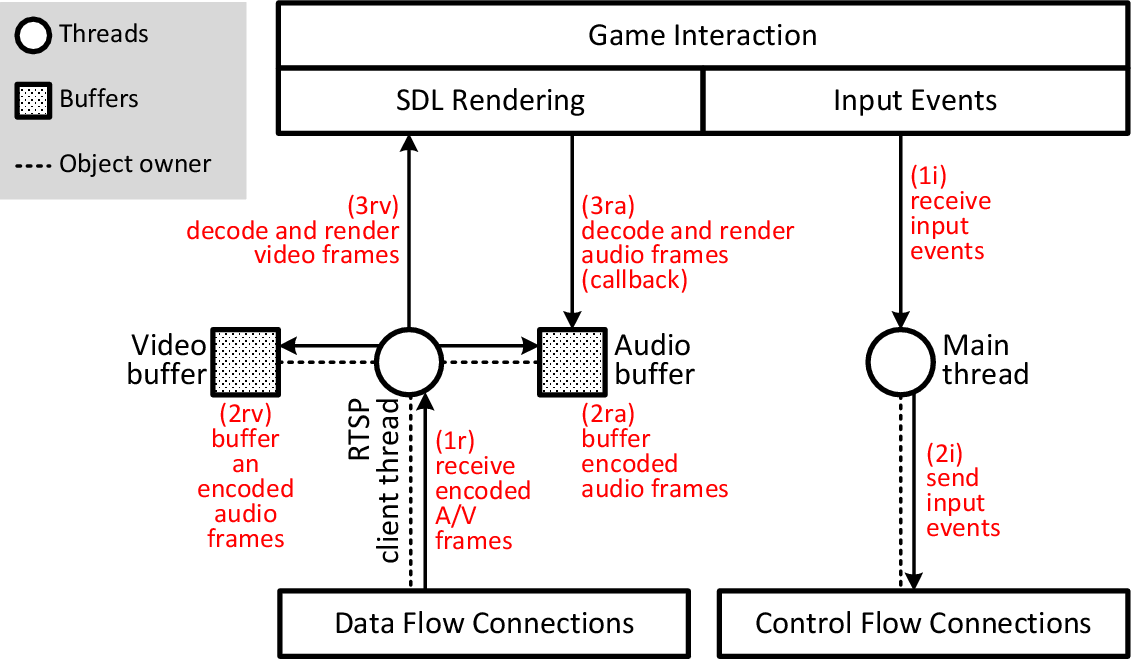 Threads
Buffers
Object owner
Game Interaction
SDL Rendering
Input Events
(3rv)
decode and render
video frames
(3ra)
decode and render
audio frames
(callback)
(1i)
receive
input
events
Video
buffer
Audio
buffer
Main
thread
(2rv)
buffer
an
encoded
audio
frames
RTSP
client thread
(1r)
receive
encoded
A/V
frames
(2ra)
buffer
encoded
audio frames
(2i)
send
input
events
Data Flow Connections
Control Flow Connections